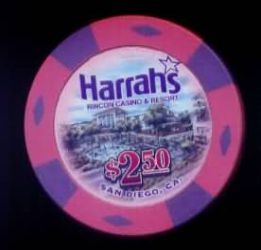 Harrah's
RINCON CASINO & RESORT
$2.50
SAN DIEGO, CA